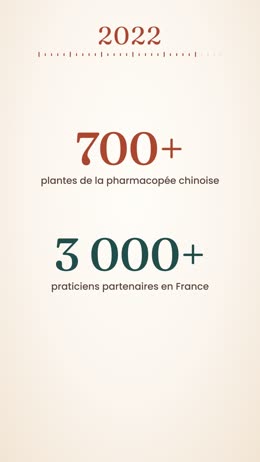 2022
700+
plantes de la pharmacopée chinoise
3 000+
praticiens partenaires en France